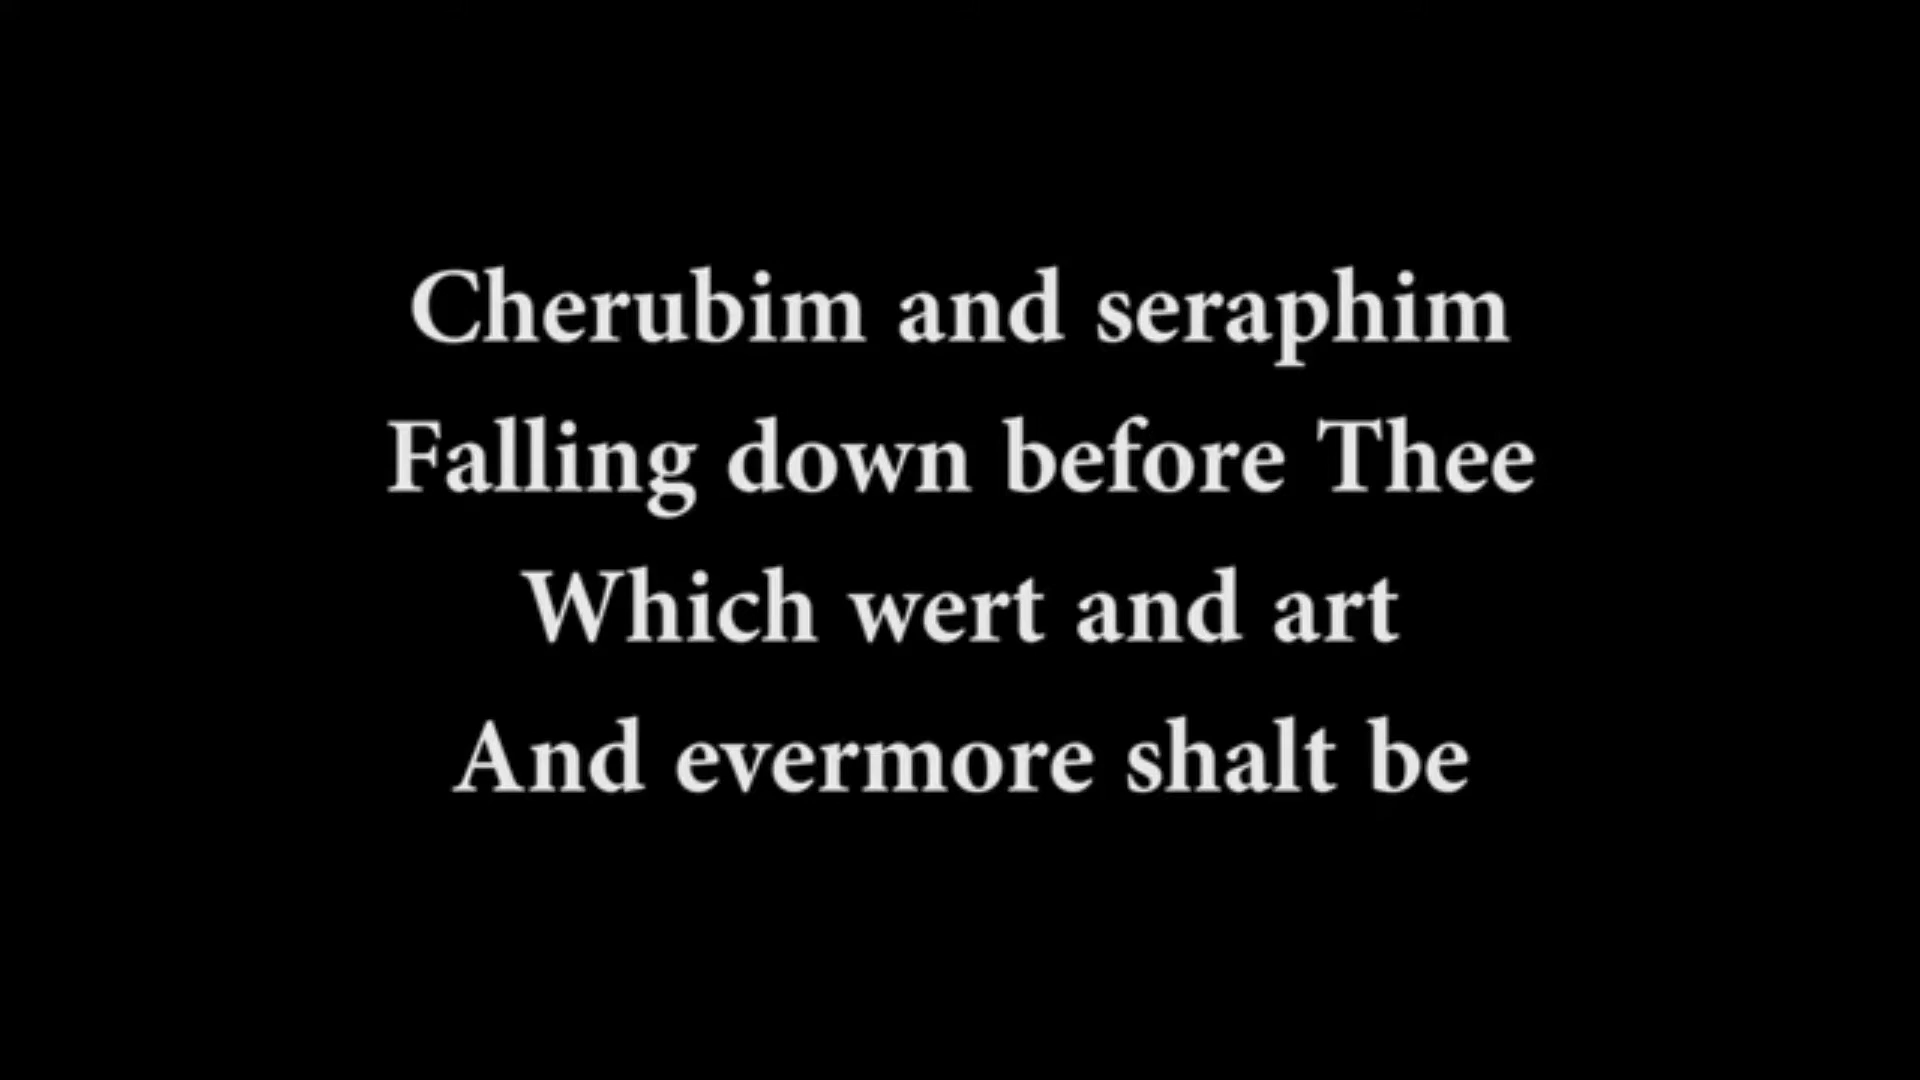 Cherubim and seraphim
Falling down before Thee
Which wert and art
And evermore shalt be